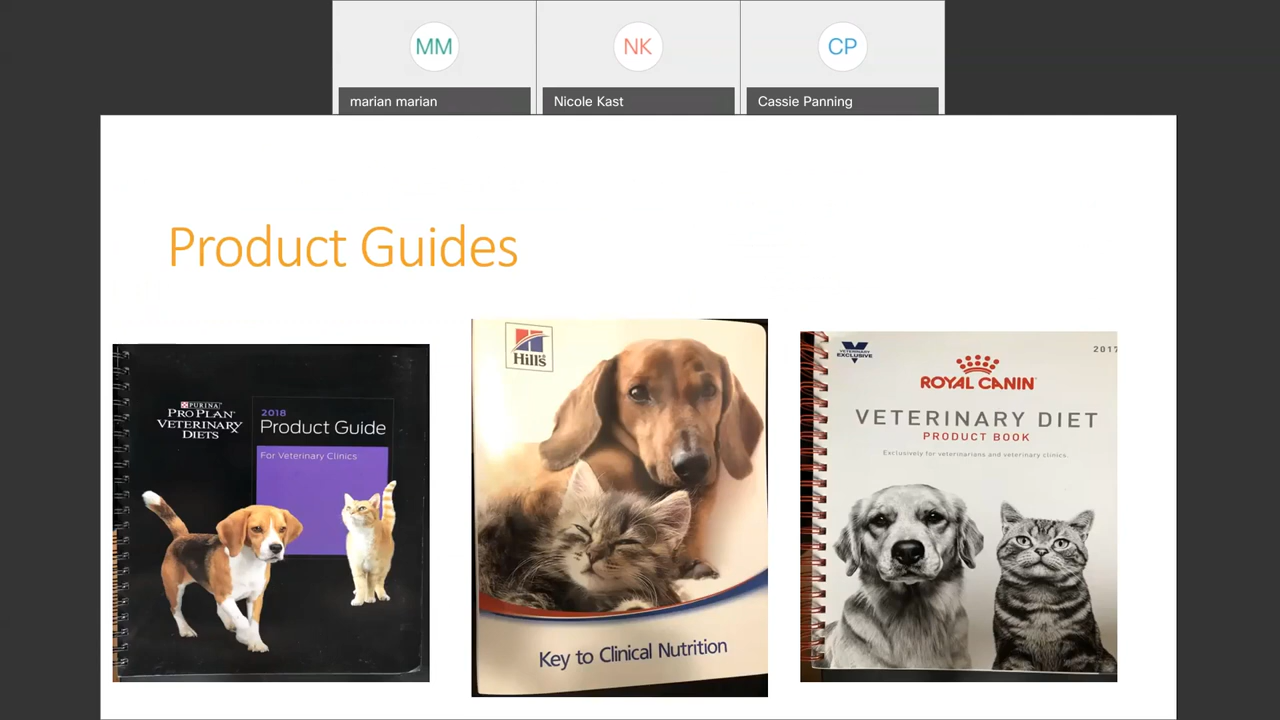 MM
NK
CP
marian marian
Nicole Kast
Cassie Panning
Product Guides
PURINA
PRO PLAN
VETERINARY
DIETS
2018
Product Guide
For Veterinary Clinics
Hill's
Key to Clinical Nutrition
VETERINARY
EXCLUSIVE
2017
ROYAL CANIN
VETERINARY DIET
PRODUCT BOOK
Exclusively for veterinarians and veterinary clinics.